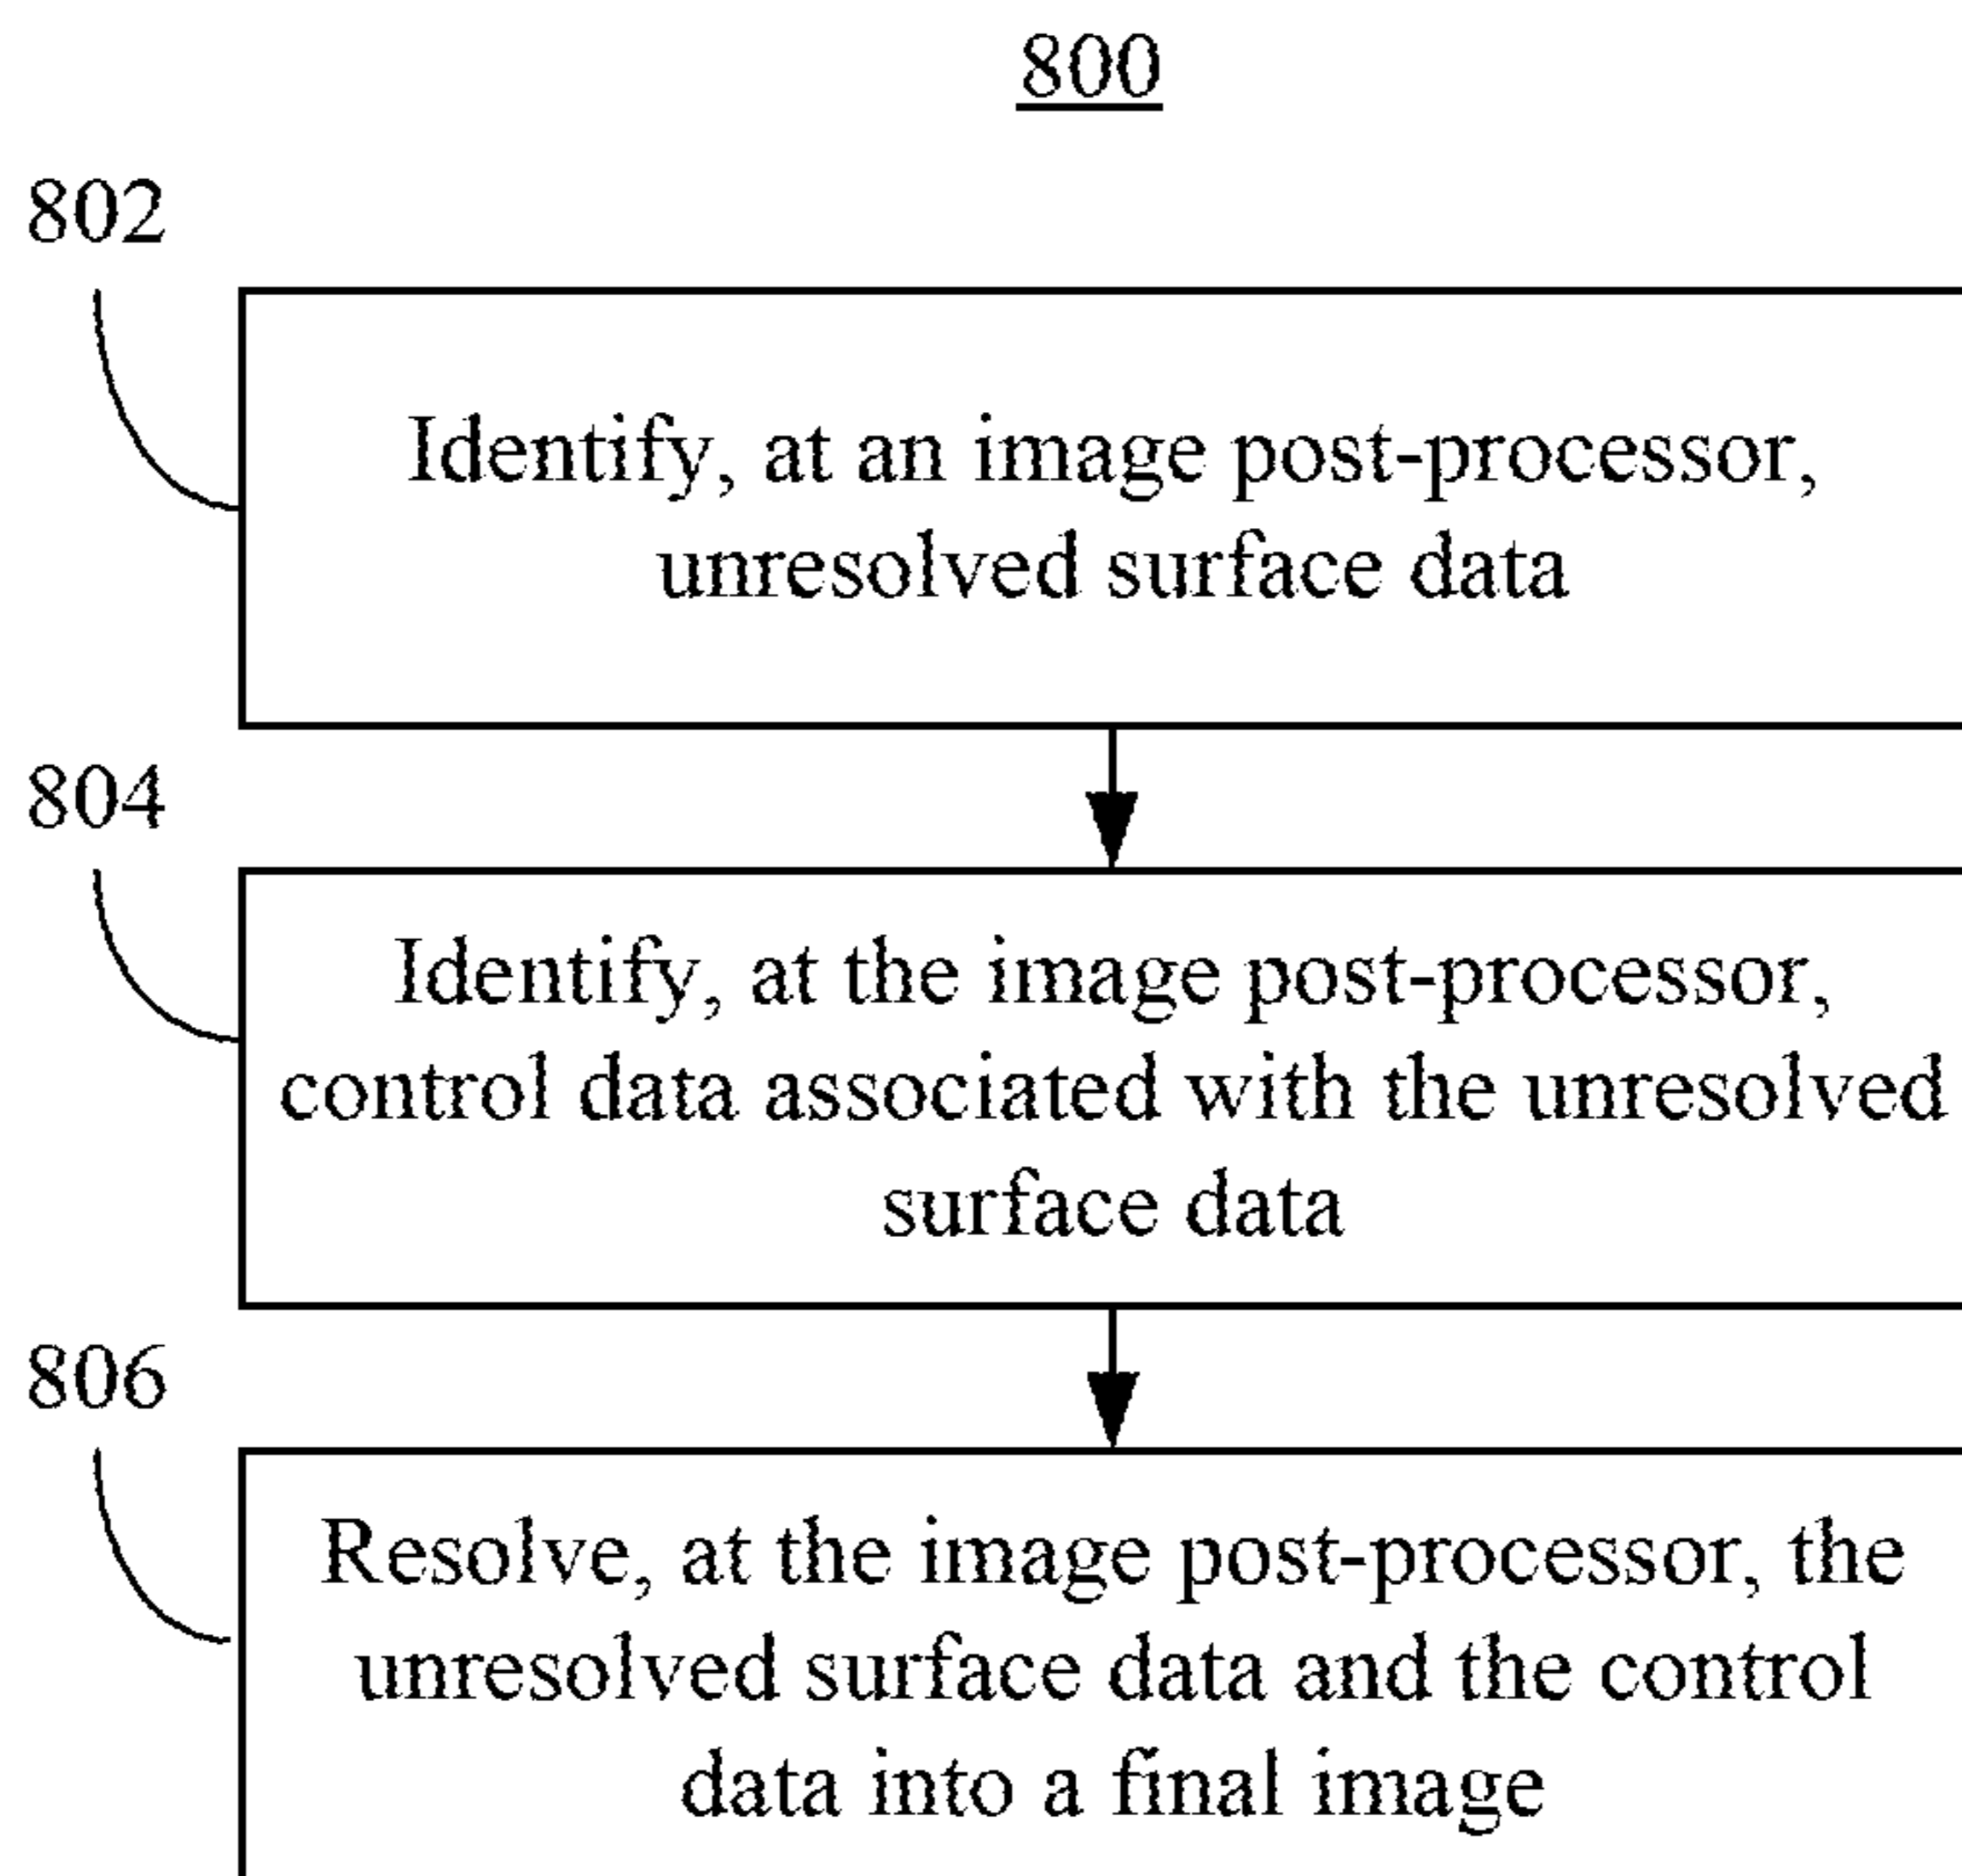 800
802
Identify, at an image post-processor,
unresolved surface data
804
Identify, at the image post-processor,
control data associated with the unresolved
surface data
806
Resolve, at the image post-processor, the
unresolved surface data and the control
data into a final image